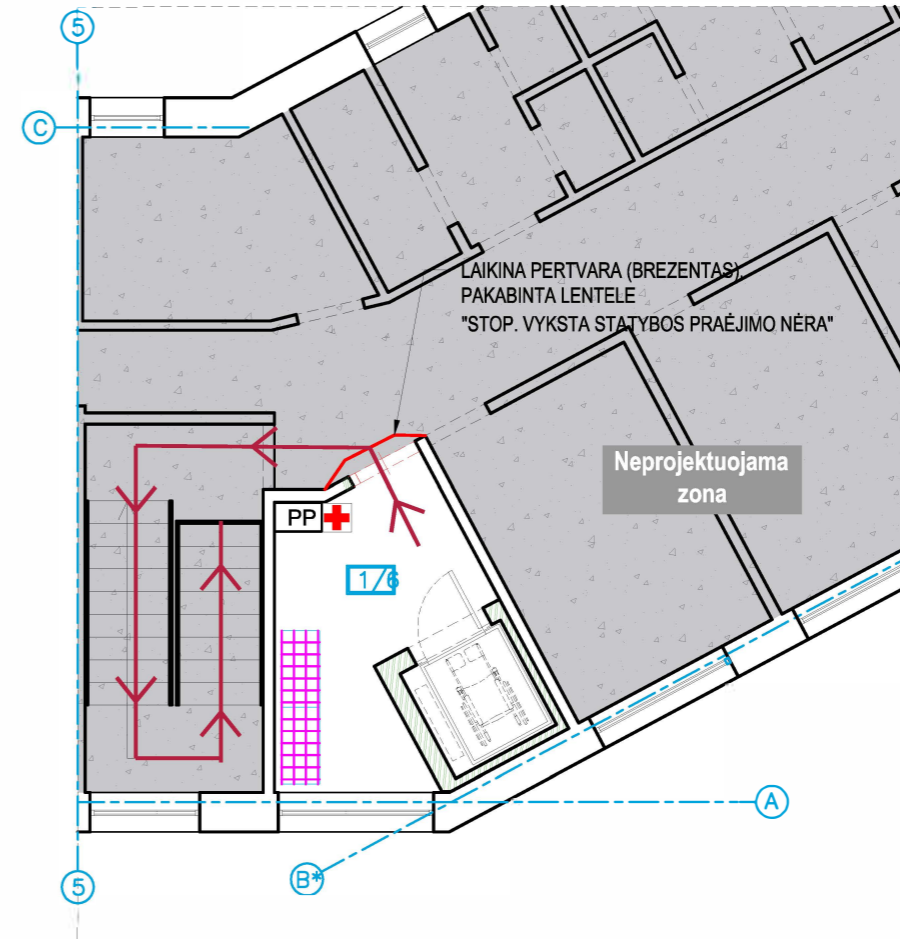 5
C
LAIKINA PERTVARA (BREZENTAS),
PAKABINTA LENTELE
"STOP. VYKSTA STATYBOS PRAĖJIMO NĖRA"
Neprojektuojama
zona
PP
1/6
A
B*
5